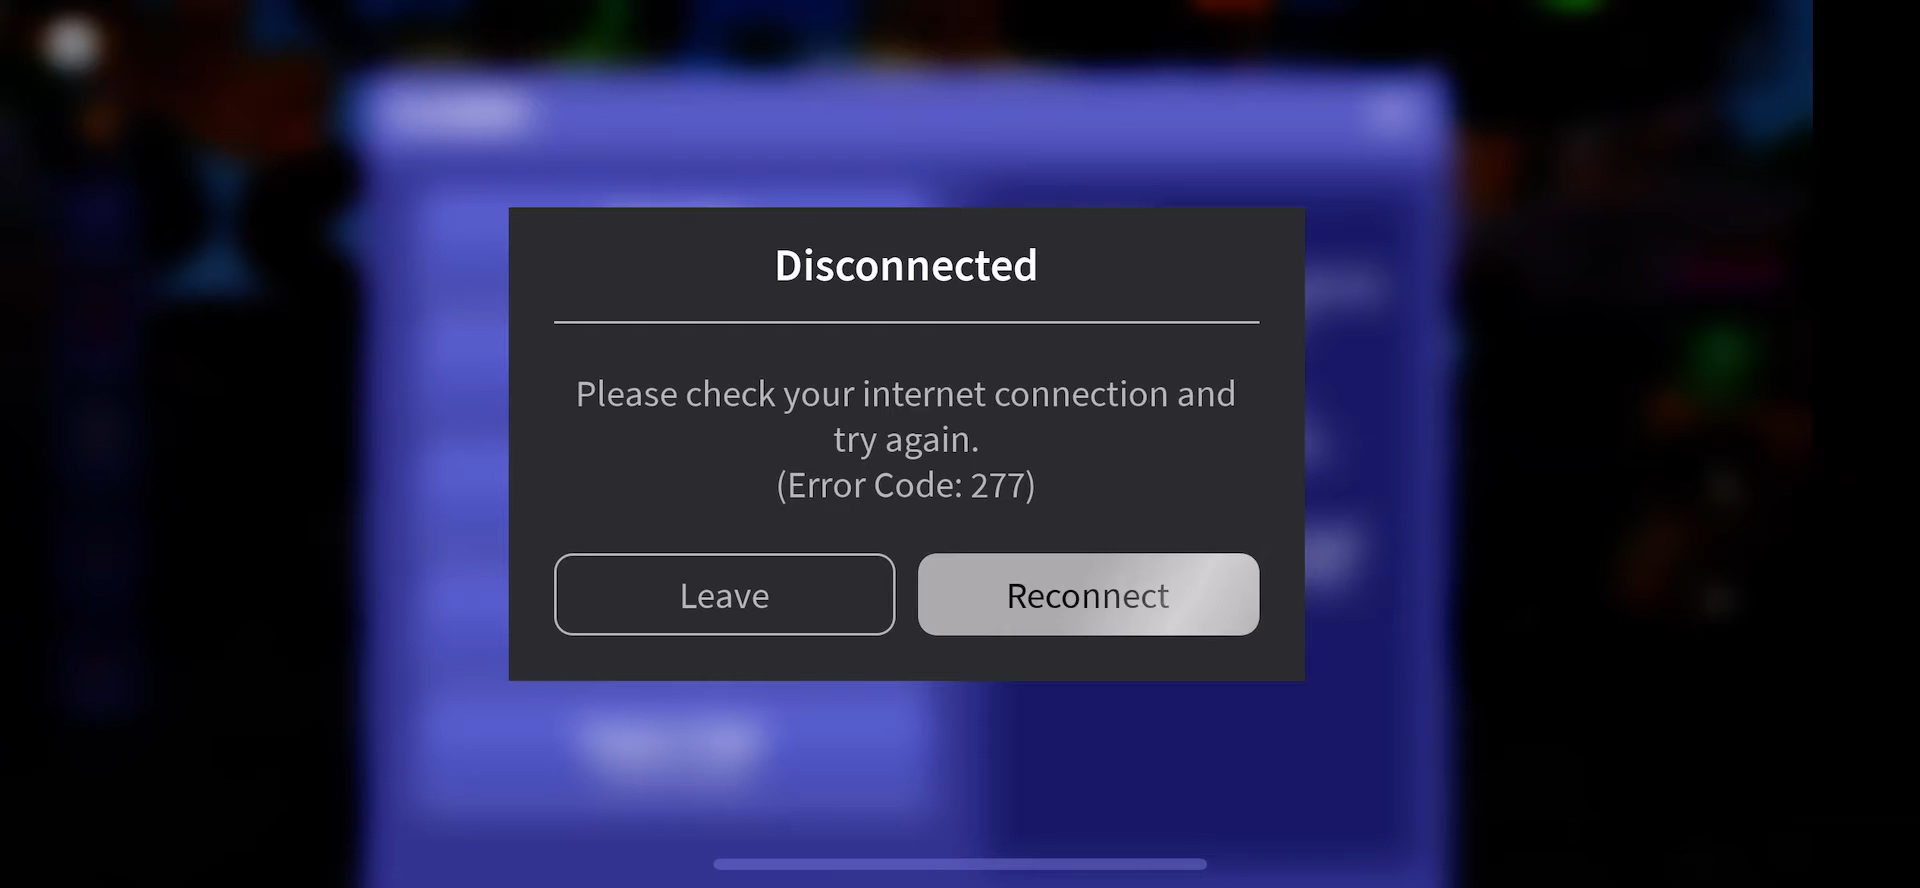 Disconnected
Please check your internet connection and
try again.
(Error Code: 277)
Leave
Reconnect